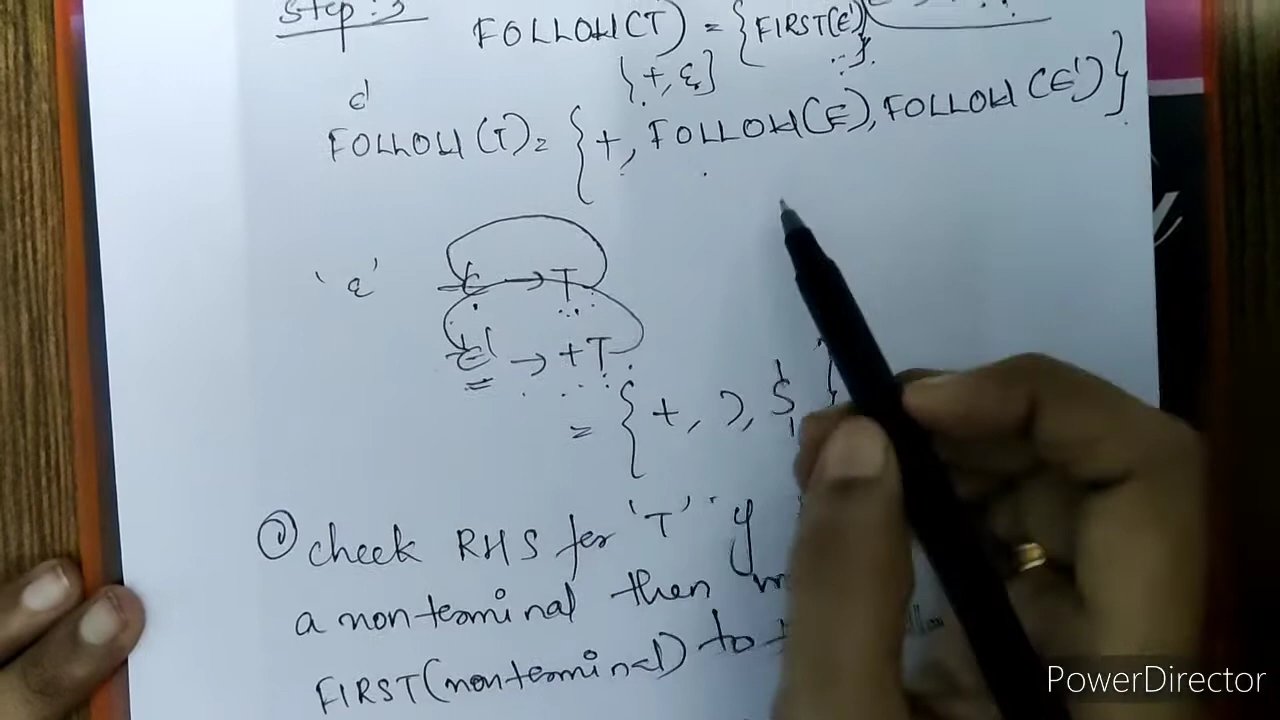 Step :3
FOLLOW(T) = {FIRST(E')
{+, ε}
FOLLOW(T) = {+, FOLLOW(E), FOLLOW(E')}
'ε' E → T
E' → +T
= {+, ), $}
① check RHS for 'T' if
a nonterminal then
FIRST(nonterminal) to
PowerDirector